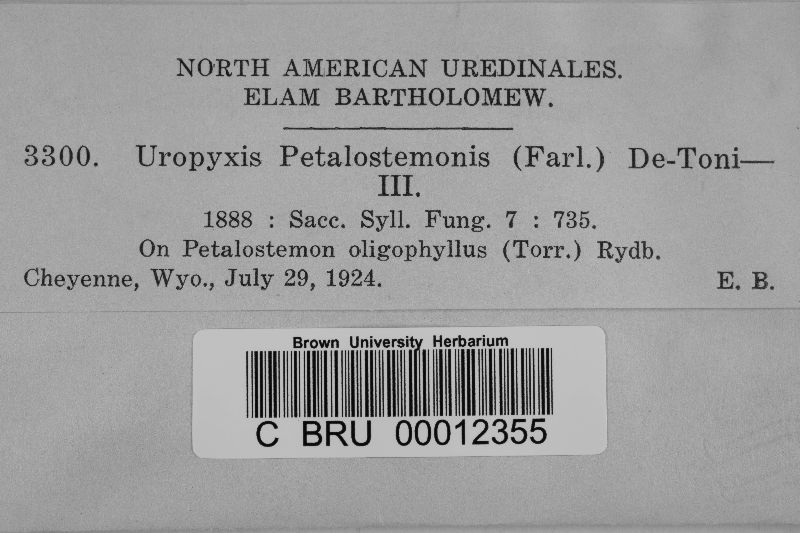 NORTH AMERICAN UREDINALES.
ELAM BARTHOLOMEW.
3300. Uropyxis Petalostemonis (Farl.) De-Toni—
III.
1888 : Sacc. Syll. Fung. 7 : 735.
On Petalostemon oligophyllus (Torr.) Rydb.
Cheyenne, Wyo., July 29, 1924. E. B.
Brown University Herbarium
C BRU 00012355